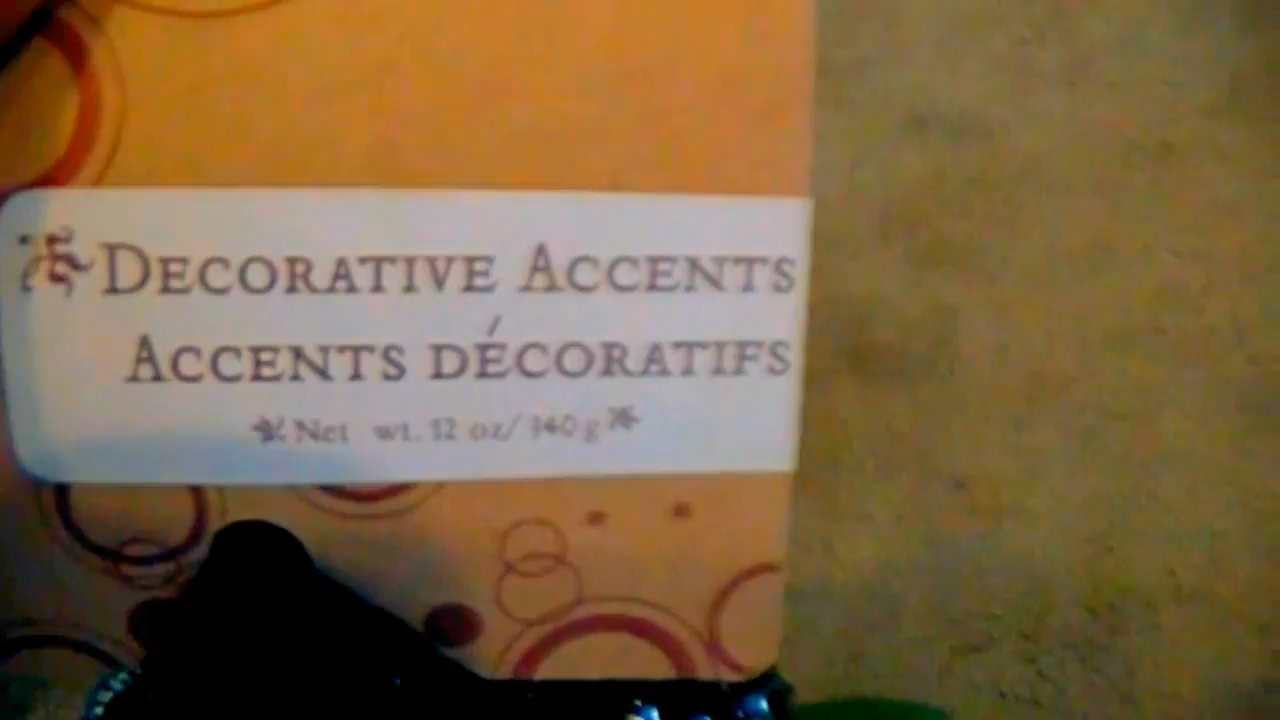 DECORATIVE ACCENTS
ACCENTS DÉCORATIFS
Net wt. 12 oz/ 340 g